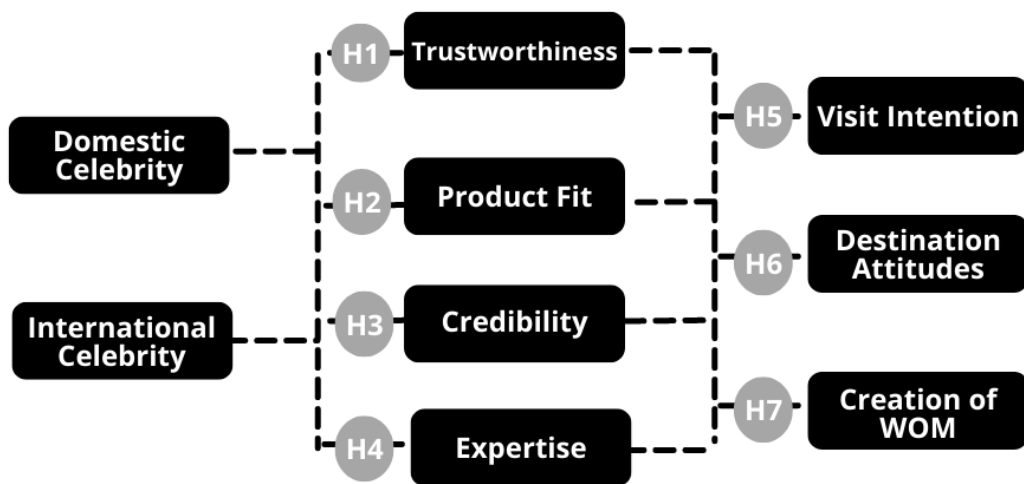 Domestic
Celebrity
International
Celebrity
H1
Trustworthiness
H2
Product Fit
H3
Credibility
H4
Expertise
H5
Visit Intention
H6
Destination
Attitudes
H7
Creation of
WOM